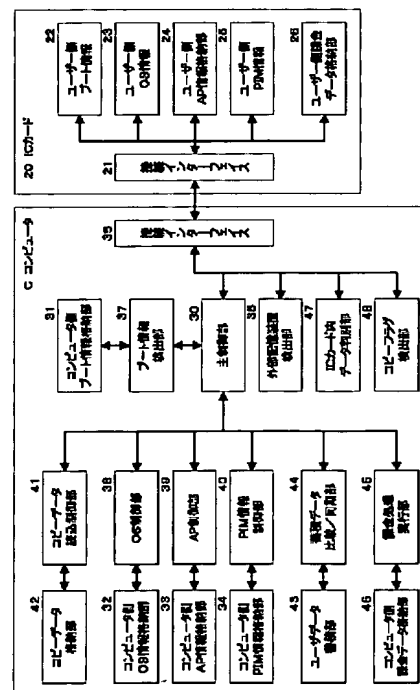 20 ICカード
22
ユーザー側
ブート情報
23
ユーザー側
OS情報
24
ユーザー側
AP情報格納部
25
ユーザー側
PIM情報
26
ユーザー側課金
データ格納部
21
接続インターフェイス
C コンピュータ
35
接続インターフェイス
31
コンピュータ側
ブート情報格納部
37
ブート情報
検出部
30
主制御部
36
外部記憶装置
検出部
47
ICカード内
データ判別部
48
コピーフラグ
検出部
41
コピーデータ
読込制御部
38
OS制御部
39
AP制御部
40
PIM情報
制御部
44
蓄積データ
比較/同期部
45
課金処理
実行部
42
コピーデータ
格納部
32
コンピュータ側
OS情報格納部
33
コンピュータ側
AP情報格納部
34
コンピュータ側
PIM情報格納部
43
ユーザデータ
蓄積部
46
コンピュータ側
課金データ格納部